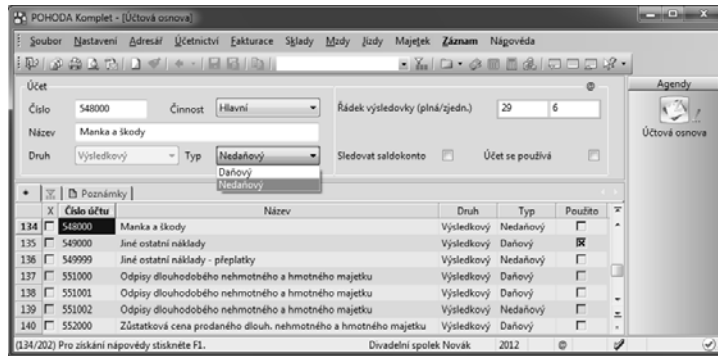 POHODA Komplet - [Účtová osnova]
Soubor Nastavení Adresář Účetnictví Fakturace Sklady Mzdy Jízdy Majetek Záznam Nápověda
Účet
Agendy
Číslo 548000 Činnost Hlavní Řádek výsledovky (plná/zjedn.) 29 6
Název Manka a škody
Účtová osnova
Druh Výsledkový Typ Nedaňový Sledovat saldokonto Účet se používá
Daňový
Nedaňový
Poznámky
X Číslo účtu Název Druh Typ Použito
134 548000 Manka a škody Výsledkový Nedaňový
135 549000 Jiné ostatní náklady Výsledkový Daňový
136 549999 Jiné ostatní náklady - přeplatky Výsledkový Nedaňový
137 551000 Odpisy dlouhodobého nehmotného a hmotného majetku Výsledkový Daňový
138 551001 Odpisy dlouhodobého nehmotného a hmotného majetku Výsledkový Daňový
139 551002 Odpisy dlouhodobého nehmotného a hmotného majetku Výsledkový Nedaňový
140 552000 Zůstatková cena prodaného dlouh. nehmotného a hmotného majetku Výsledkový Daňový
(134/202) Pro získání nápovědy stiskněte F1. Divadelní spolek Novák 2012 @